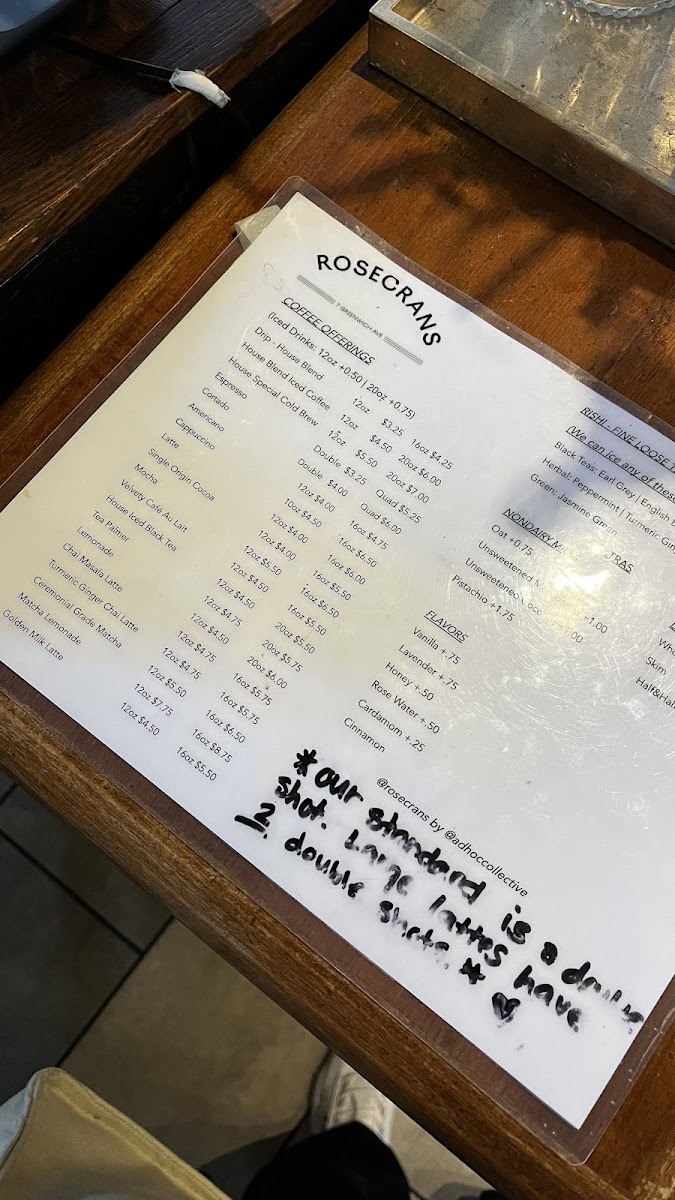 ROSECRANS
7 GREENWICH AVE
COFFEE OFFERINGS
(Iced Drinks: 12oz +0.50 | 20oz +0.75)
Drip - House Blend 12oz $3.25 16oz $4.25
House Blend Iced Coffee 12oz $4.50 20oz $6.00
House Special Cold Brew 12oz $5.50 20oz $7.00
Espresso Double $3.25 Quad $5.25
Cortado Double $4.00 Quad $6.00
Americano 12oz $4.00 16oz $4.75
Cappuccino 10oz $4.50 16oz $6.50
Latte 12oz $4.00 16oz $6.00
Single Origin Cocoa 12oz $4.00 16oz $5.50
Mocha 12oz $5.50 16oz $6.50
Velvety Café Au Lait 12oz $4.50 16oz $5.50
House Iced Black Tea 12oz $4.50 20oz $5.50
Tea Palmer 12oz $4.75 20oz $5.75
Lemonade 12oz $4.50 20oz $6.00
Chai Masala Latte 12oz $4.75 16oz $5.75
Turmeric Ginger Chai Latte 12oz $4.75 16oz $5.75
Ceremonial Grade Matcha 12oz $5.50 16oz $6.50
Matcha Lemonade 12oz $7.75 16oz $8.75
Golden Milk Latte 12oz $4.50 16oz $5.50
RISHI - FINE LOOSE
(We can ice any of these
Black Teas: Earl Grey | English
Herbal: Peppermint | Turmeric
Green: Jasmine Green
NONDAIRY
Oat +0.75
Unsweetened +1.00
Unsweetened +1.00
Pistachio +1.75
Skim
FLAVORS
Vanilla +.75
Lavender +.75
Honey +.50
Rose Water +.50
Cardamom +.25
Cinnamon
@rosecrans by @adhoccollective
*our standard is a
shot. Large lattes have
2 double shots.* ♥